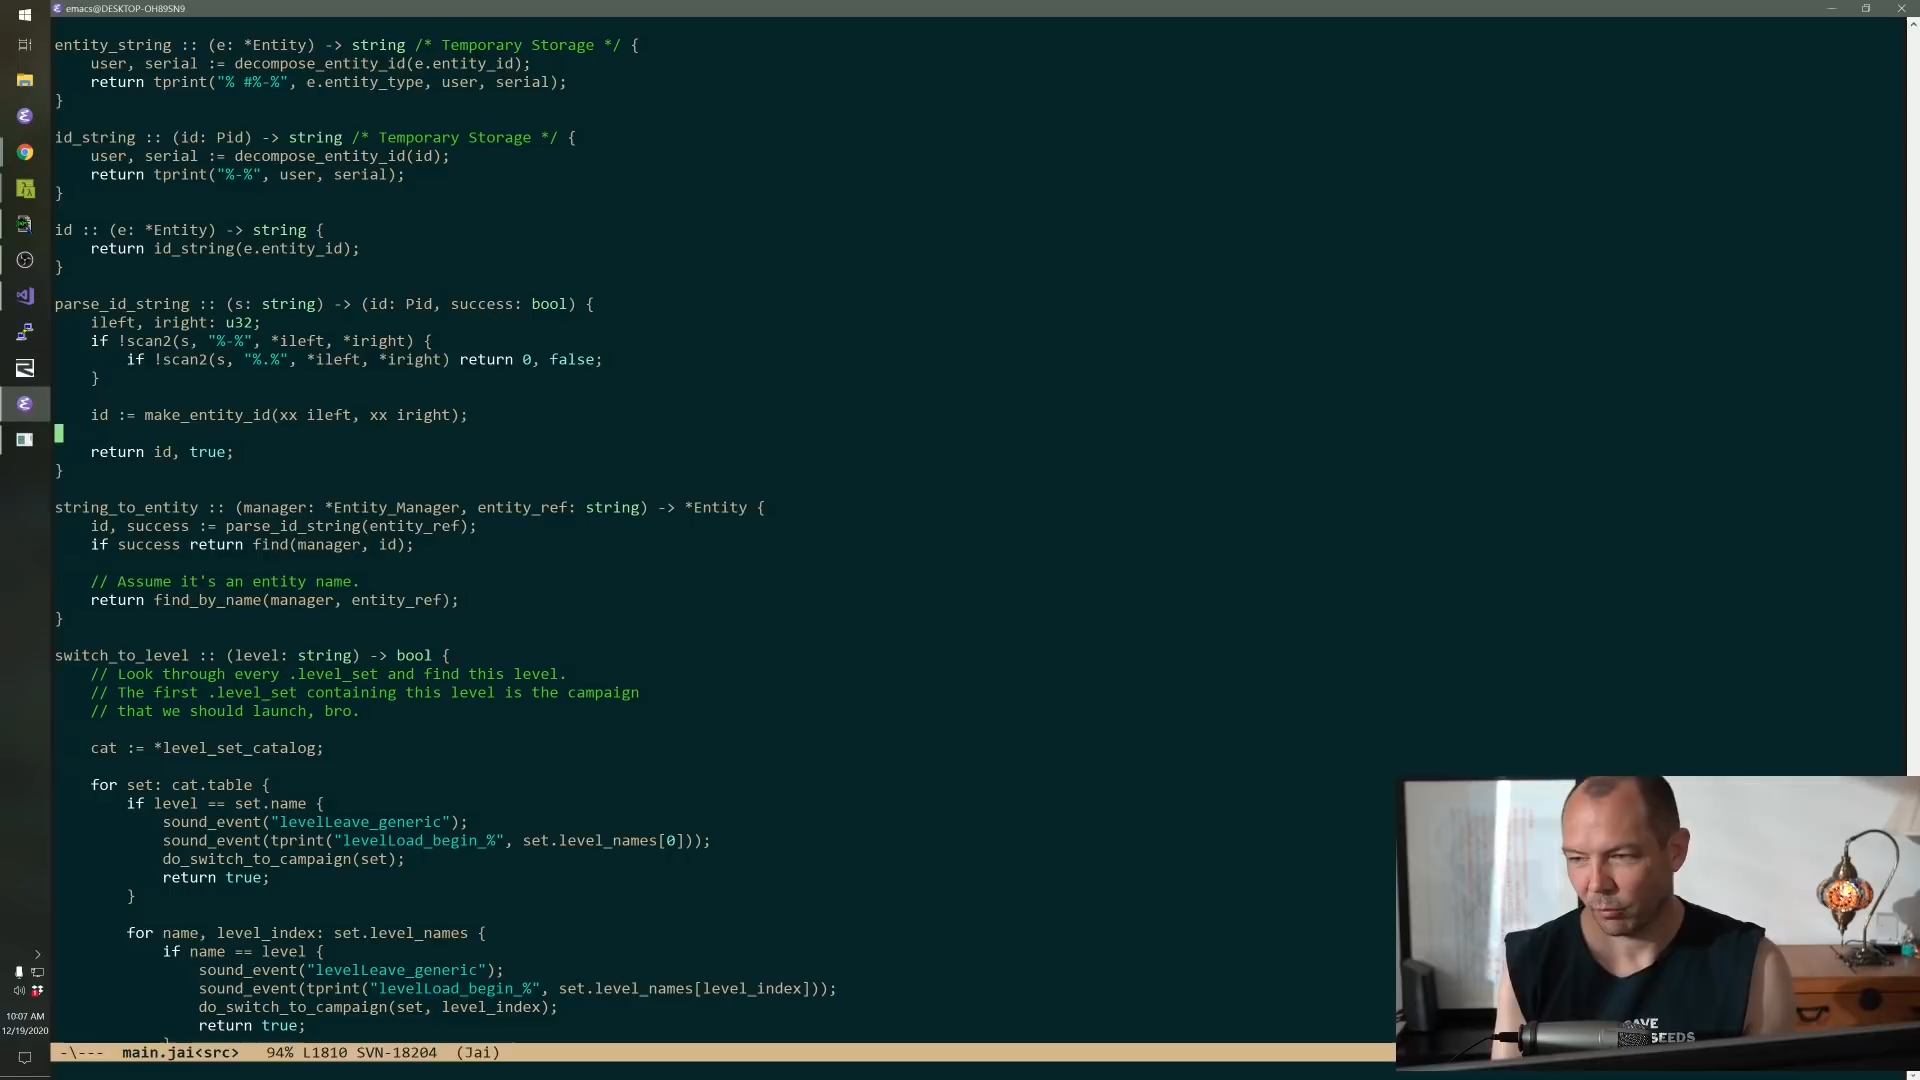 emacs@DESKTOP-OH89SN9
entity_string :: (e: *Entity) -> string /* Temporary Storage */ {
    user, serial := decompose_entity_id(e.entity_id);
    return tprint("% #%-%", e.entity_type, user, serial);
}
id_string :: (id: Pid) -> string /* Temporary Storage */ {
    user, serial := decompose_entity_id(id);
    return tprint("%-%", user, serial);
}
id :: (e: *Entity) -> string {
    return id_string(e.entity_id);
}
parse_id_string :: (s: string) -> (id: Pid, success: bool) {
    ileft, iright: u32;
    if !scan2(s, "%-%", *ileft, *iright) {
        if !scan2(s, "%.%", *ileft, *iright) return 0, false;
    }
    id := make_entity_id(xx ileft, xx iright);
    return id, true;
}
string_to_entity :: (manager: *Entity_Manager, entity_ref: string) -> *Entity {
    id, success := parse_id_string(entity_ref);
    if success return find(manager, id);
    // Assume it's an entity name.
    return find_by_name(manager, entity_ref);
}
switch_to_level :: (level: string) -> bool {
    // Look through every .level_set and find this level.
    // The first .level_set containing this level is the campaign
    // that we should launch, bro.
    cat := *level_set_catalog;
    for set: cat.table {
        if level == set.name {
            sound_event("levelLeave_generic");
            sound_event(tprint("levelLoad_begin_%", set.level_names[0]));
            do_switch_to_campaign(set);
            return true;
        }
        for name, level_index: set.level_names {
            if name == level {
                sound_event("levelLeave_generic");
                sound_event(tprint("levelLoad_begin_%", set.level_names[level_index]));
                do_switch_to_campaign(set, level_index);
                return true;
-\---  main.jai<src>   94% L1810 SVN-18204  (Jai)
10:07 AM
12/19/2020
SEEDS